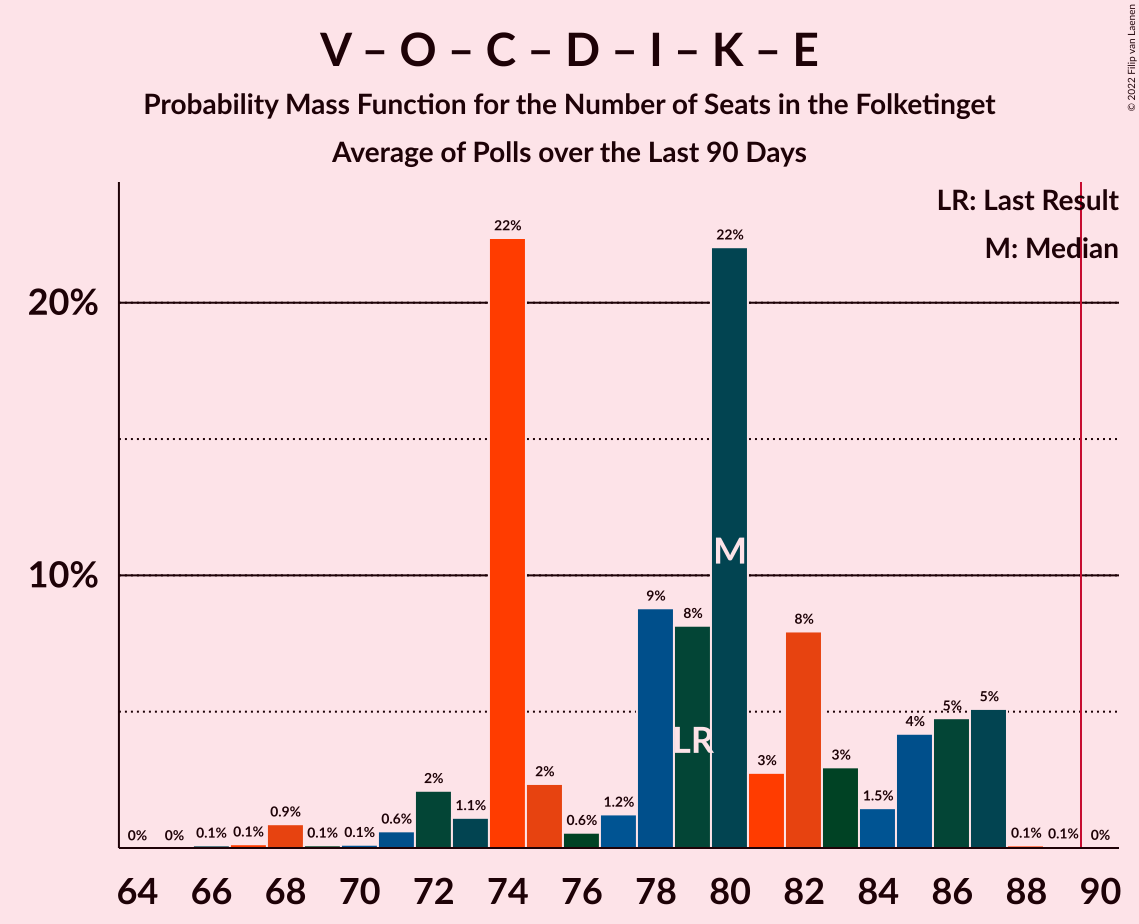 V – O – C – D – I – K – E
Probability Mass Function for the Number of Seats in the Folketinget
Average of Polls over the Last 90 Days
© 2022 Filip van Laenen
LR: Last Result
M: Median
20%
10%
0% 0% 0.1% 0.1% 0.9% 0.1% 0.1% 0.6% 2% 1.1% 22% 2% 0.6% 1.2% 9% 8% 22% 3% 8% 3% 1.5% 4% 5% 5% 0.1% 0.1% 0%
M
LR
64 66 68 70 72 74 76 78 80 82 84 86 88 90